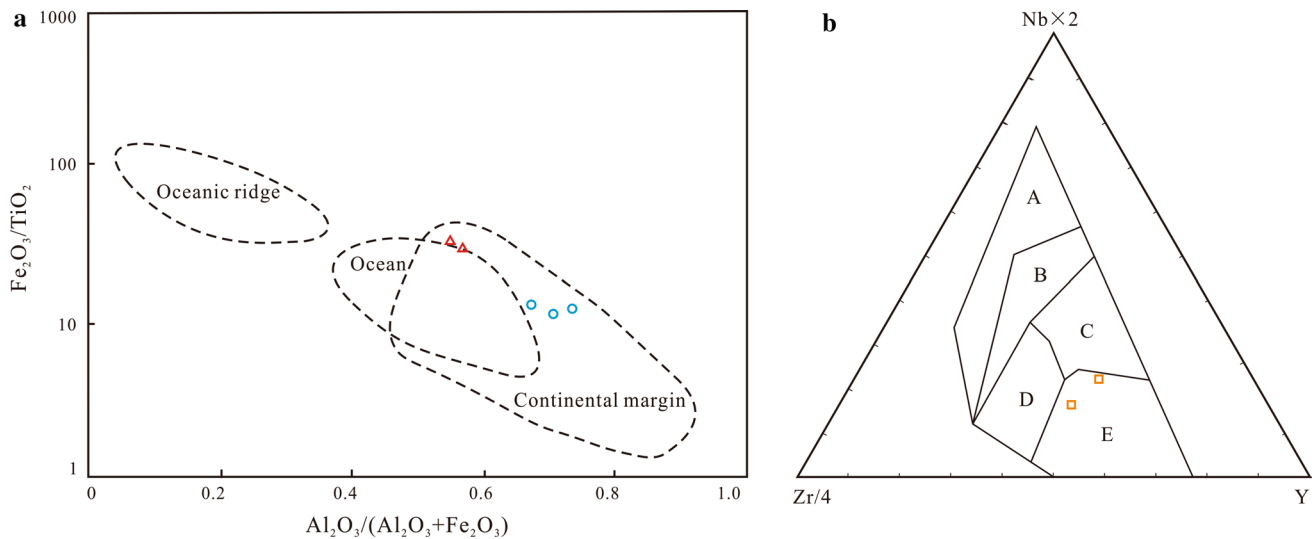 a
1000
100
10
1
Fe₂O₃/TiO₂
Oceanic ridge
Ocean
Continental margin
0
0.2
0.4
0.6
0.8
1.0
Al₂O₃/(Al₂O₃+Fe₂O₃)
b
Nb×2
A
B
C
D
E
Zr/4
Y